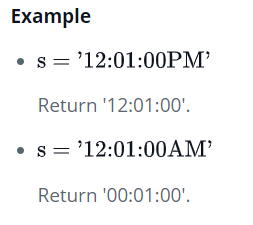 Example
• s = '12:01:00PM'
Return '12:01:00'.
• s = '12:01:00AM'
Return '00:01:00'.